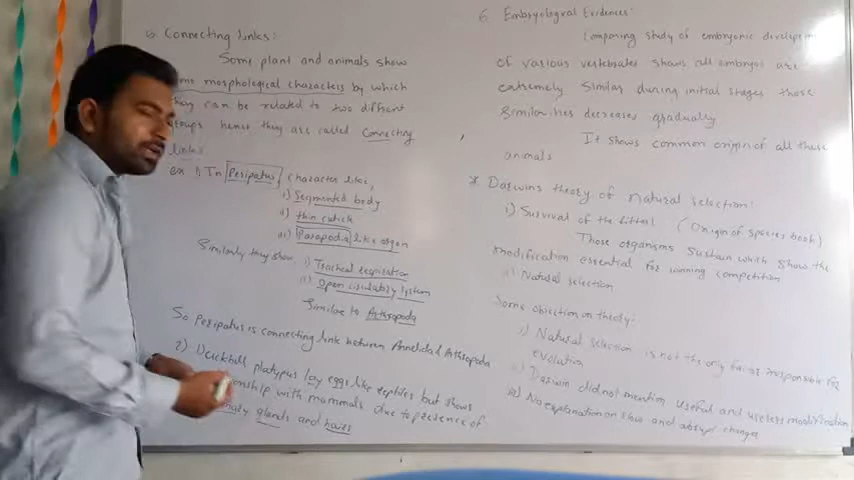 5) Connecting links:
Some plant and animals show
some morphological characters by which
they can be related to two diffrent
groups hence they are called Connecting
links.
ex 1) In Peripatus, character like,
i) Segmented body
ii) thin cuticle
iii) Parapodia like organ
Similarly they show i) Tracheal respiration
ii) Open circulatory system
Similar to Arthropoda
So Peripatus is connecting link between Annelida & Arthropoda
2) Duckbill platypus lay eggs like reptiles but shows
relationship with mammals due to presence of
glands and hairs
6. Embryological Evidences:
Comparing study of embryonic developm
of various vertebrates shows all embryos are
extremely similar during initial stages those
Similarities decreases gradually
It shows common origin of all these
animals
* Darwins theory of natural selection:
i) Survival of the fittest (Origin of species book)
Those organisms sustain which show the
modification essential for winning competition
ii) Natural selection
Some objection on theory:
i) Natural selection is not the only factor responsible for
evolution
ii) Darwin did not mention useful and useless modification
iii) No explanation on slow and abrupt changes